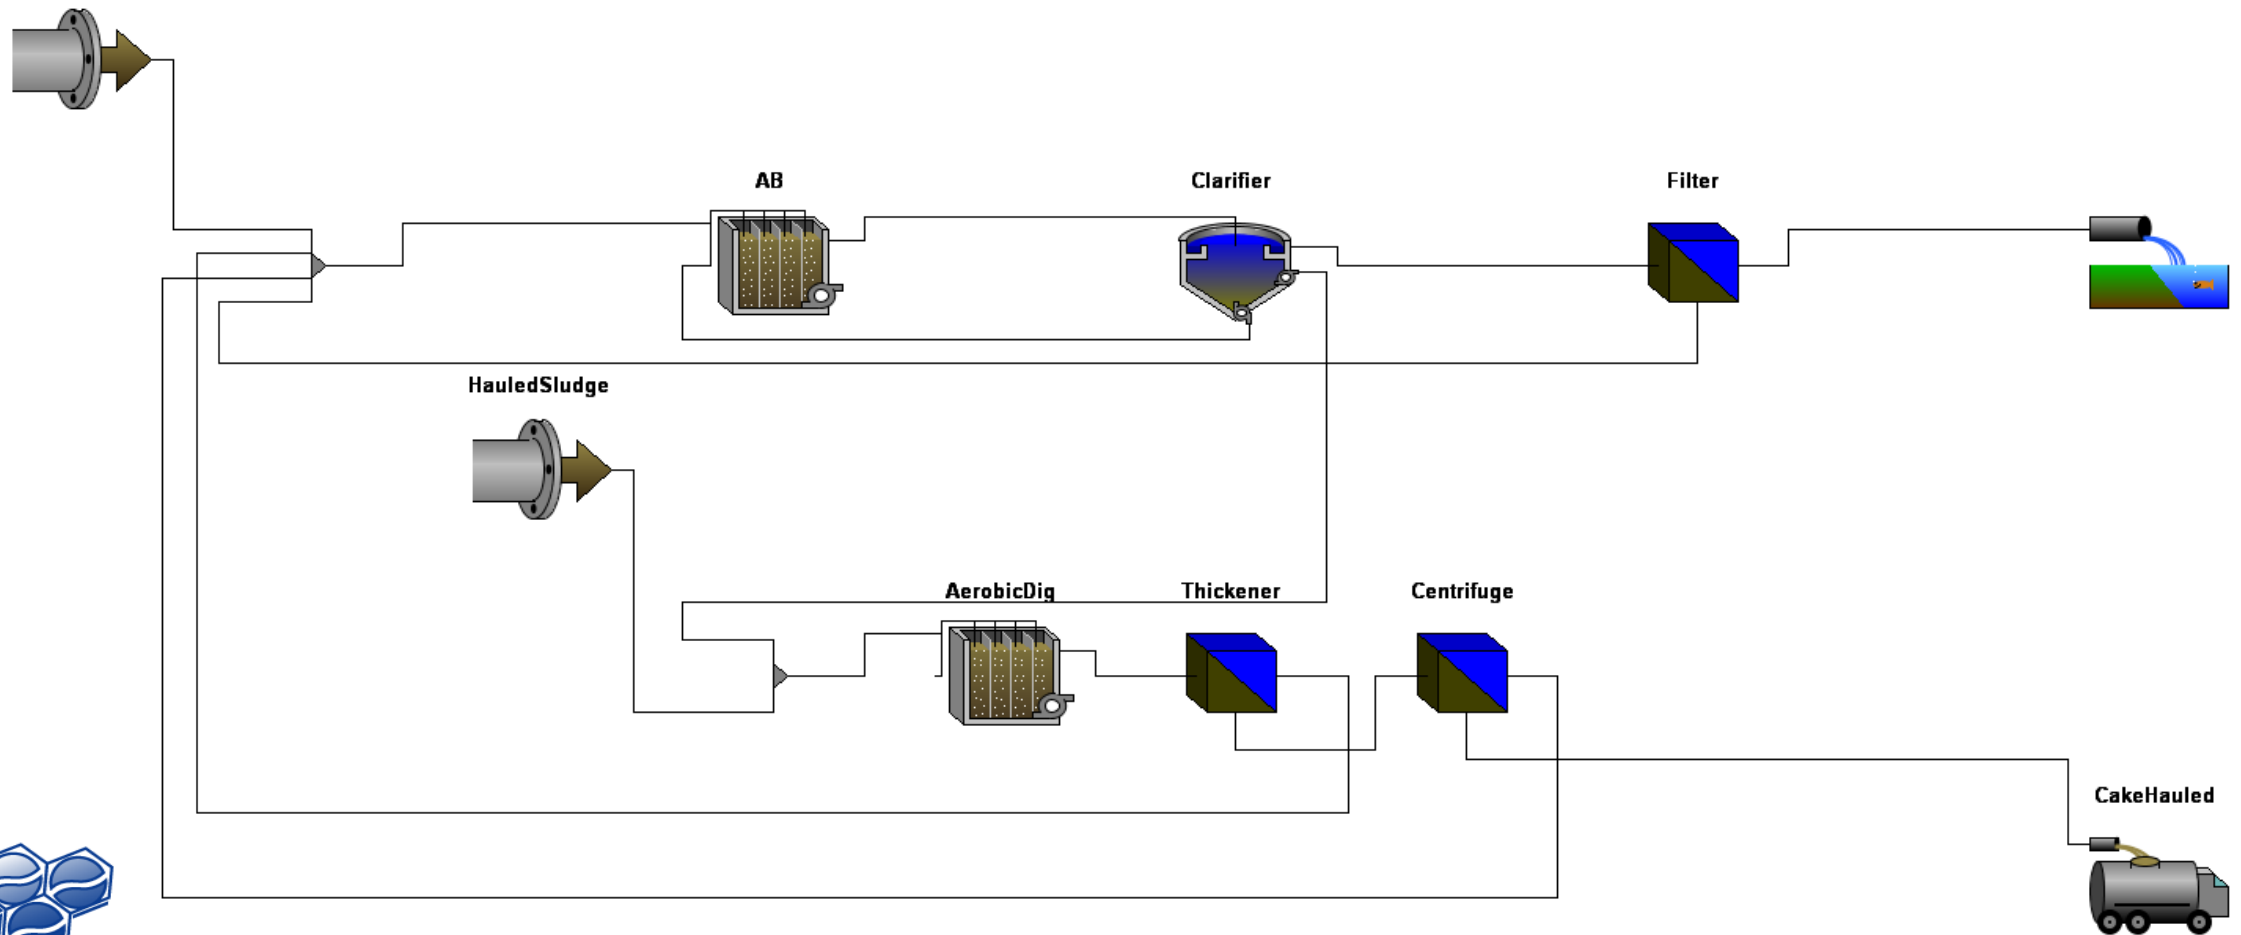 AB
Clarifier
Filter
HauledSludge
AerobicDig
Thickener
Centrifuge
CakeHauled